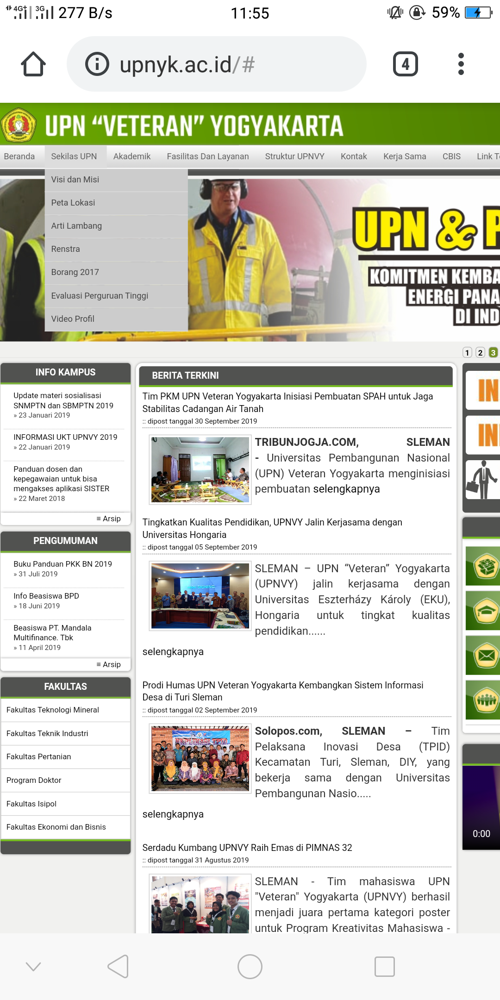 4G+ 3G 277 B/s 11:55 59%
upnyk.ac.id/# 4
UPN “VETERAN” YOGYAKARTA
Beranda Sekilas UPN Akademik Fasilitas Dan Layanan Struktur UPNVY Kontak Kerja Sama CBIS Link
Visi dan Misi
Peta Lokasi
Arti Lambang
Renstra
Borang 2017
Evaluasi Perguruan Tinggi
Video Profil
UPN & P
KOMITMEN KEMBA
ENERGI PANA
DI IND
1 2 3
INFO KAMPUS
Update materi sosialisasi
SNMPTN dan SBMPTN 2019
» 23 Januari 2019
INFORMASI UKT UPNVY 2019
» 22 Januari 2019
Panduan dosen dan
kepegawaian untuk bisa
mengakses aplikasi SISTER
» 22 Maret 2018
≡ Arsip
PENGUMUMAN
Buku Panduan PKK BN 2019
» 31 Juli 2019
Info Beasiswa BPD
» 18 Juni 2019
Beasiswa PT. Mandala
Multifinance. Tbk
» 11 April 2019
≡ Arsip
FAKULTAS
Fakultas Teknologi Mineral
Fakultas Teknik Industri
Fakultas Pertanian
Program Doktor
Fakultas Isipol
Fakultas Ekonomi dan Bisnis
BERITA TERKINI
Tim PKM UPN Veteran Yogyakarta Inisiasi Pembuatan SPAH untuk Jaga
Stabilitas Cadangan Air Tanah
:: dipost tanggal 30 September 2019
TRIBUNJOGJA.COM, SLEMAN
- Universitas Pembangunan Nasional
(UPN) Veteran Yogyakarta menginisiasi
pembuatan selengkapnya
Tingkatkan Kualitas Pendidikan, UPNVY Jalin Kerjasama dengan
Universitas Hongaria
:: dipost tanggal 05 September 2019
SLEMAN – UPN “Veteran” Yogyakarta
(UPNVY) jalin kerjasama dengan
Universitas Eszterházy Károly (EKU),
Hongaria untuk tingkat kualitas
pendidikan......
selengkapnya
Prodi Humas UPN Veteran Yogyakarta Kembangkan Sistem Informasi
Desa di Turi Sleman
:: dipost tanggal 02 September 2019
Solopos.com, SLEMAN – Tim
Pelaksana Inovasi Desa (TPID)
Kecamatan Turi, Sleman, DIY, yang
bekerja sama dengan Universitas
Pembangunan Nasio.....
selengkapnya
Serdadu Kumbang UPNVY Raih Emas di PIMNAS 32
:: dipost tanggal 31 Agustus 2019
SLEMAN - Tim mahasiswa UPN
"Veteran" Yogyakarta (UPNVY) berhasil
menjadi juara pertama kategori poster
untuk Program Kreativitas Mahasiswa -
IN
IN
0:00